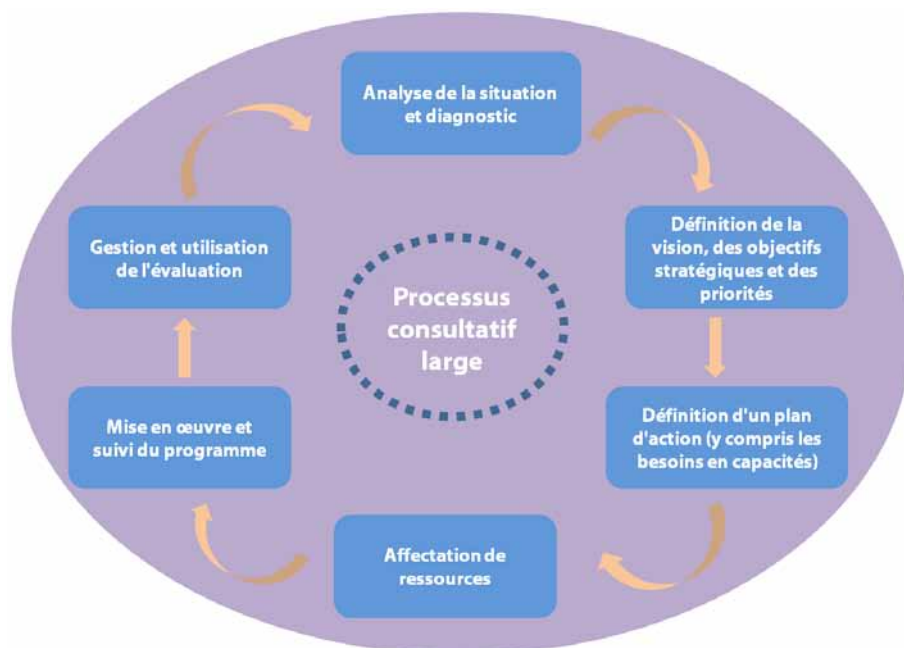 Analyse de la situation
et diagnostic
Définition de la
vision, des objectifs
stratégiques et des
priorités
Définition d'un plan
d'action (y compris les
besoins en capacités)
Affectation de
ressources
Mise en œuvre et
suivi du programme
Gestion et utilisation
de l'évaluation
Processus
consultatif
large